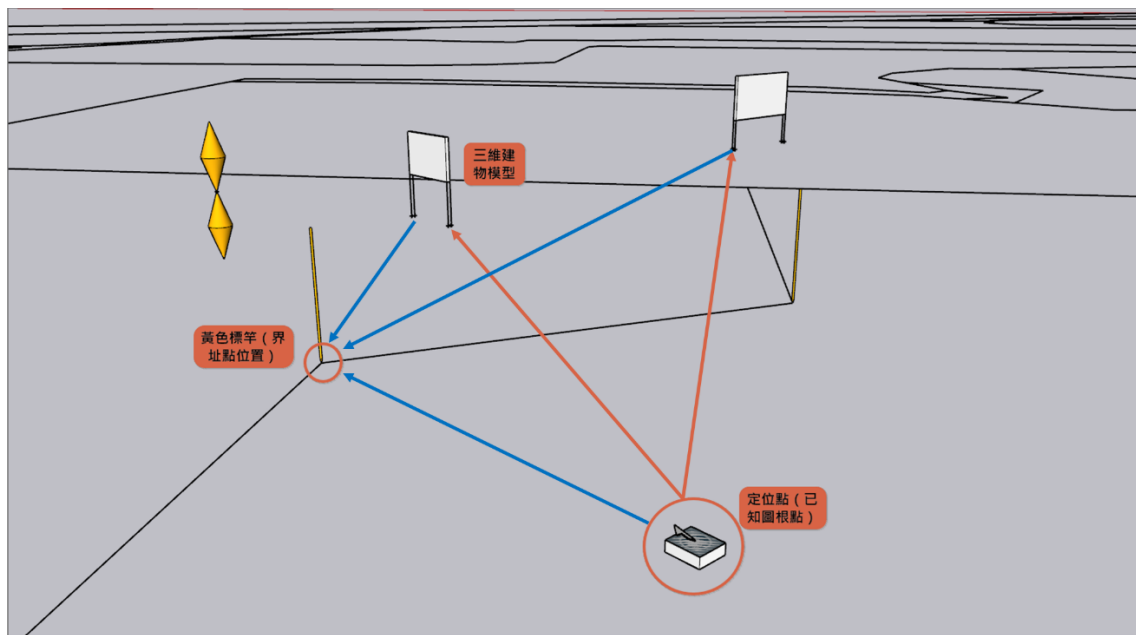 三維建
物模型
黃色標竿（界
址點位置）
定位點（已
知圖根點）